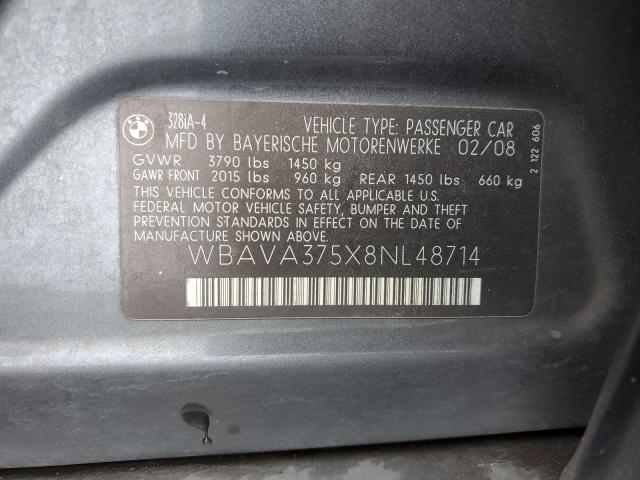 BMW
328iA-4 VEHICLE TYPE: PASSENGER CAR
MFD BY BAYERISCHE MOTORENWERKE 02/08
GVWR 3790 lbs 1450 kg
GAWR FRONT 2015 lbs 960 kg REAR 1450 lbs 660 kg
THIS VEHICLE CONFORMS TO ALL APPLICABLE U.S.
FEDERAL MOTOR VEHICLE SAFETY, BUMPER AND THEFT
PREVENTION STANDARDS IN EFFECT ON THE DATE OF
MANUFACTURE SHOWN ABOVE.
WBAVA375X8NL48714
2 122 606